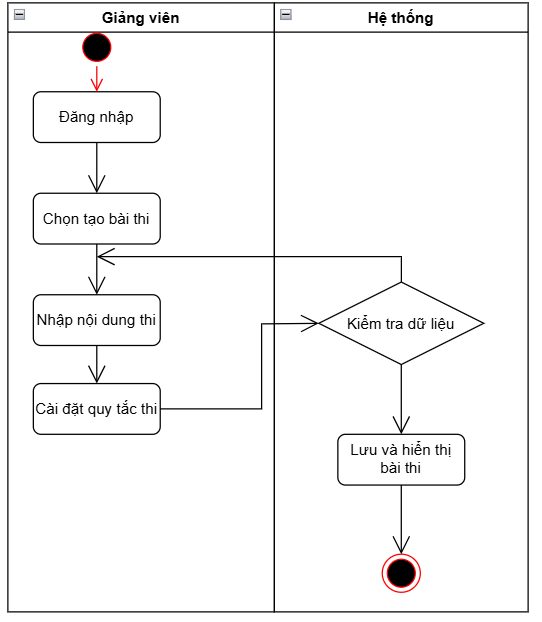 Giảng viên
Hệ thống
Đăng nhập
Chọn tạo bài thi
Nhập nội dung thi
Kiểm tra dữ liệu
Cài đặt quy tắc thi
Lưu và hiển thị
bài thi